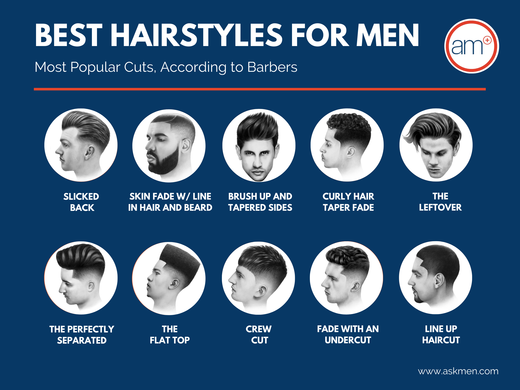 BEST HAIRSTYLES FOR MEN
am
Most Popular Cuts, According to Barbers
SLICKED
BACK
SKIN FADE W/ LINE
IN HAIR AND BEARD
BRUSH UP AND
TAPERED SIDES
CURLY HAIR
TAPER FADE
THE
LEFTOVER
THE PERFECTLY
SEPARATED
THE
FLAT TOP
CREW
CUT
FADE WITH AN
UNDERCUT
LINE UP
HAIRCUT
www.askmen.com